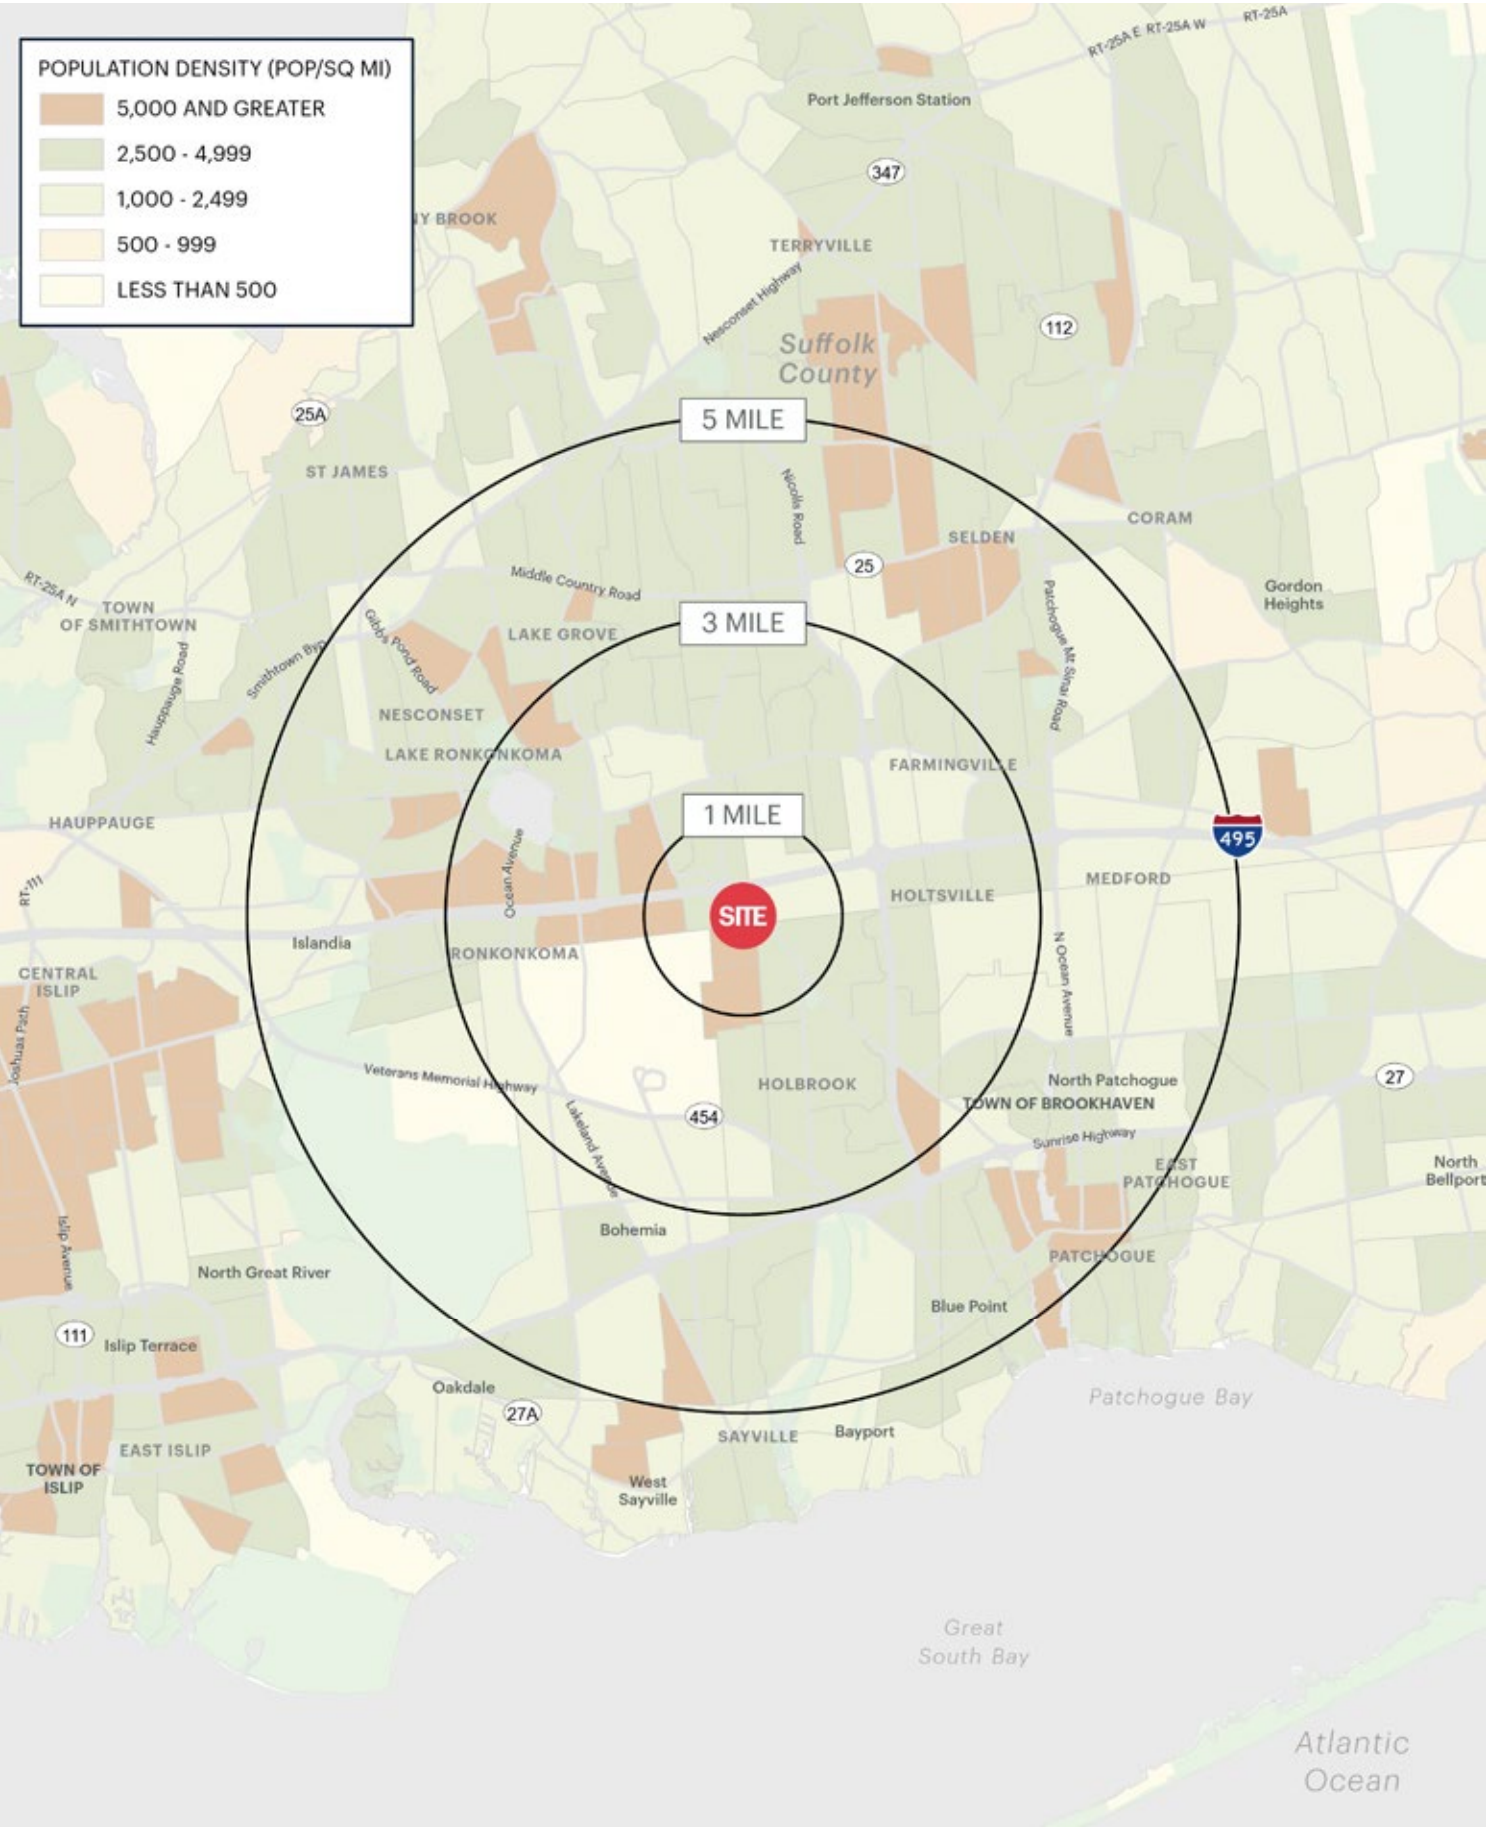 POPULATION DENSITY (POP/SQ MI)
5,000 AND GREATER
2,500 - 4,999
1,000 - 2,499
500 - 999
LESS THAN 500
RT-25A E
RT-25A W
RT-25A
Port Jefferson Station
347
NY BROOK
TERRYVILLE
Nesconset Highway
112
Suffolk
County
25A
5 MILE
ST JAMES
Nicolls Road
CORAM
SELDEN
25
Middle Country Road
RT-25A N
TOWN
OF SMITHTOWN
Gordon
Heights
Gibbs Pond Road
LAKE GROVE
3 MILE
Patchogue Mt Sinai Road
Smithtown Byp
Hauppauge Road
NESCONSET
LAKE RONKONKOMA
FARMINGVILLE
1 MILE
HAUPPAUGE
495
Ocean Avenue
RT-111
MEDFORD
HOLTSVILLE
SITE
Islandia
RONKONKOMA
N Ocean Avenue
CENTRAL
ISLIP
Joshuas Path
Veterans Memorial Highway
HOLBROOK
North Patchogue
27
TOWN OF BROOKHAVEN
454
Lakeland Avenue
Sunrise Highway
EAST
PATCHOGUE
North
Bellport
Islip Avenue
Bohemia
PATCHOGUE
North Great River
Blue Point
111
Islip Terrace
Oakdale
Patchogue Bay
27A
SAYVILLE
Bayport
EAST ISLIP
TOWN OF
ISLIP
West
Sayville
Great
South Bay
Atlantic
Ocean